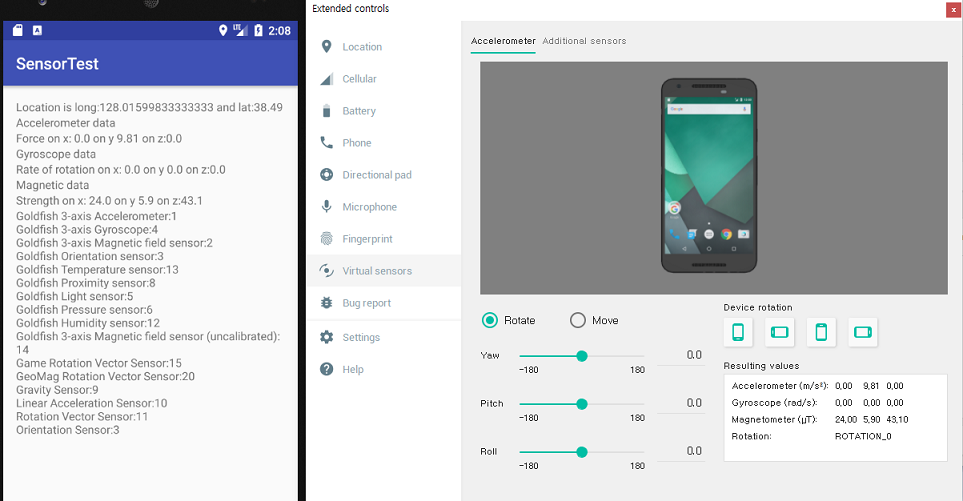 2:08
SensorTest
Location is long:128.01599833333333 and lat:38.49
Accelerometer data
Force on x: 0.0 on y 9.81 on z:0.0
Gyroscope data
Rate of rotation on x: 0.0 on y 0.0 on z:0.0
Magnetic data
Strength on x: 24.0 on y 5.9 on z:43.1
Goldfish 3-axis Accelerometer:1
Goldfish 3-axis Gyroscope:4
Goldfish 3-axis Magnetic field sensor:2
Goldfish Orientation sensor:3
Goldfish Temperature sensor:13
Goldfish Proximity sensor:8
Goldfish Light sensor:5
Goldfish Pressure sensor:6
Goldfish Humidity sensor:12
Goldfish 3-axis Magnetic field sensor (uncalibrated):
14
Game Rotation Vector Sensor:15
GeoMag Rotation Vector Sensor:20
Gravity Sensor:9
Linear Acceleration Sensor:10
Rotation Vector Sensor:11
Orientation Sensor:3
Extended controls
x
Location
Cellular
Battery
Phone
Directional pad
Microphone
Fingerprint
Virtual sensors
Bug report
Settings
Help
Accelerometer Additional sensors
Google
Google
Rotate Move
Yaw 0.0
-180 180
Pitch 0.0
-180 180
Roll 0.0
-180 180
Device rotation
Resulting values
Accelerometer (m/s²): 0,00 9,81 0,00
Gyroscope (rad/s): 0,00 0,00 0,00
Magnetometer (μT): 24,00 5,90 43,10
Rotation: ROTATION_0